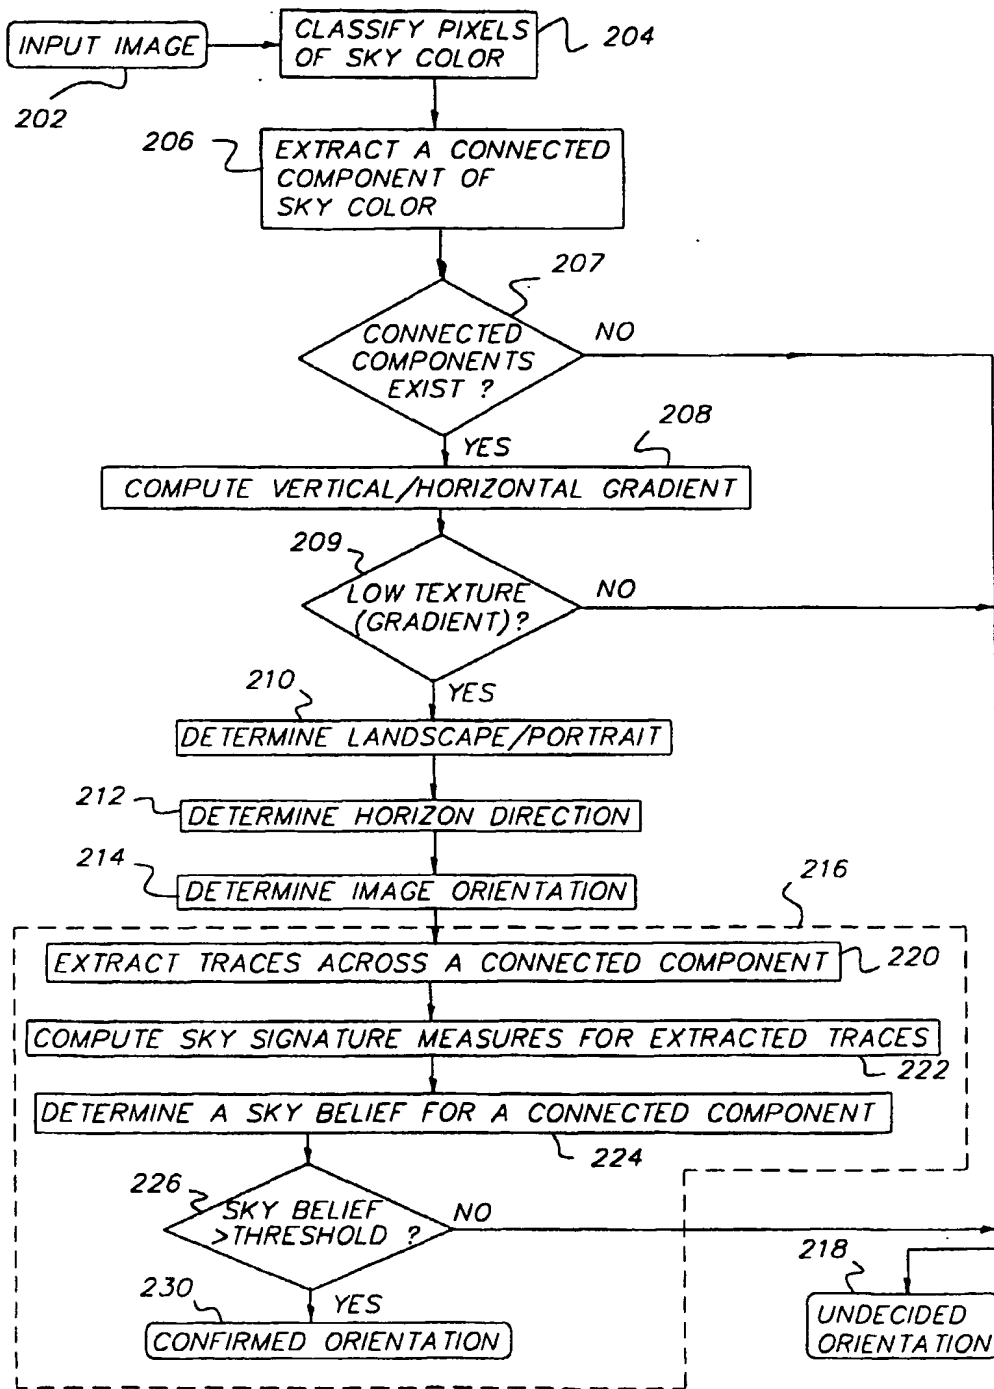 INPUT IMAGE
202
CLASSIFY PIXELS
OF SKY COLOR
204
206
EXTRACT A CONNECTED
COMPONENT OF
SKY COLOR
207
CONNECTED
COMPONENTS
EXIST ?
NO
YES
208
COMPUTE VERTICAL/HORIZONTAL GRADIENT
209
LOW TEXTURE
(GRADIENT)?
NO
YES
210
DETERMINE LANDSCAPE/PORTRAIT
212
DETERMINE HORIZON DIRECTION
214
DETERMINE IMAGE ORIENTATION
216
EXTRACT TRACES ACROSS A CONNECTED COMPONENT
220
COMPUTE SKY SIGNATURE MEASURES FOR EXTRACTED TRACES
222
DETERMINE A SKY BELIEF FOR A CONNECTED COMPONENT
224
226
SKY BELIEF
>THRESHOLD ?
NO
YES
230
CONFIRMED ORIENTATION
218
UNDECIDED
ORIENTATION